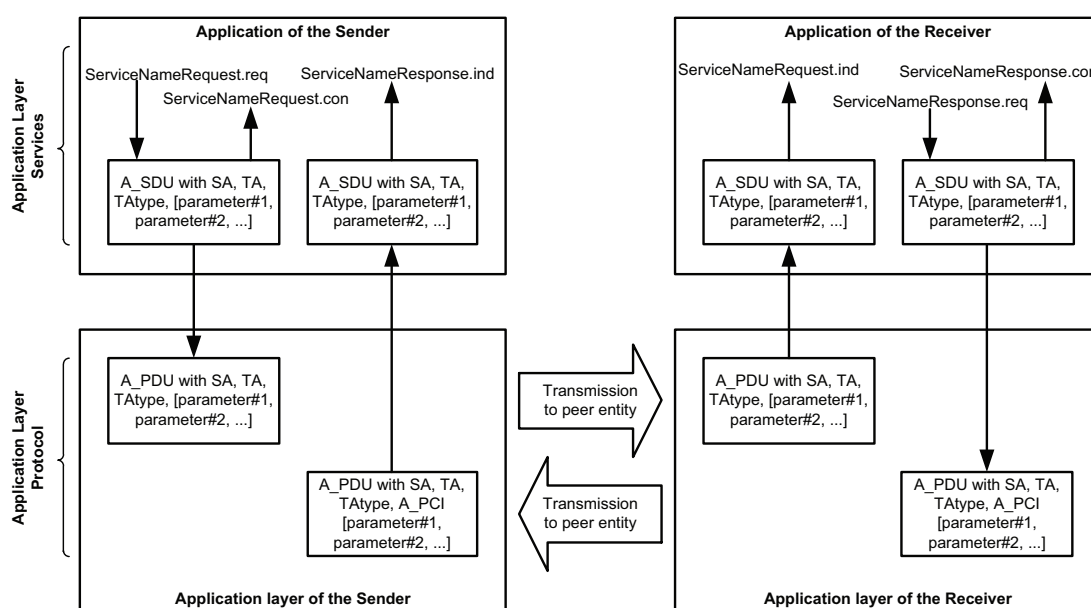 Application of the Sender
ServiceNameRequest.req
ServiceNameRequest.con
ServiceNameResponse.ind
A_SDU with SA, TA,
TAtype, [parameter#1,
parameter#2, ...]
A_SDU with SA, TA,
TAtype, [parameter#1,
parameter#2, ...]
Application Layer
Services
Application of the Receiver
ServiceNameRequest.ind
ServiceNameResponse.con
ServiceNameResponse.req
A_SDU with SA, TA,
TAtype, [parameter#1,
parameter#2, ...]
A_SDU with SA, TA,
TAtype, [parameter#1,
parameter#2, ...]
Application Layer
Protocol
A_PDU with SA, TA,
TAtype, [parameter#1,
parameter#2, ...]
A_PDU with SA, TA,
TAtype, A_PCI
[parameter#1,
parameter#2, ...]
Application layer of the Sender
Transmission
to peer entity
Transmission
to peer entity
A_PDU with SA, TA,
TAtype, [parameter#1,
parameter#2, ...]
A_PDU with SA, TA,
TAtype, A_PCI
[parameter#1,
parameter#2, ...]
Application layer of the Receiver